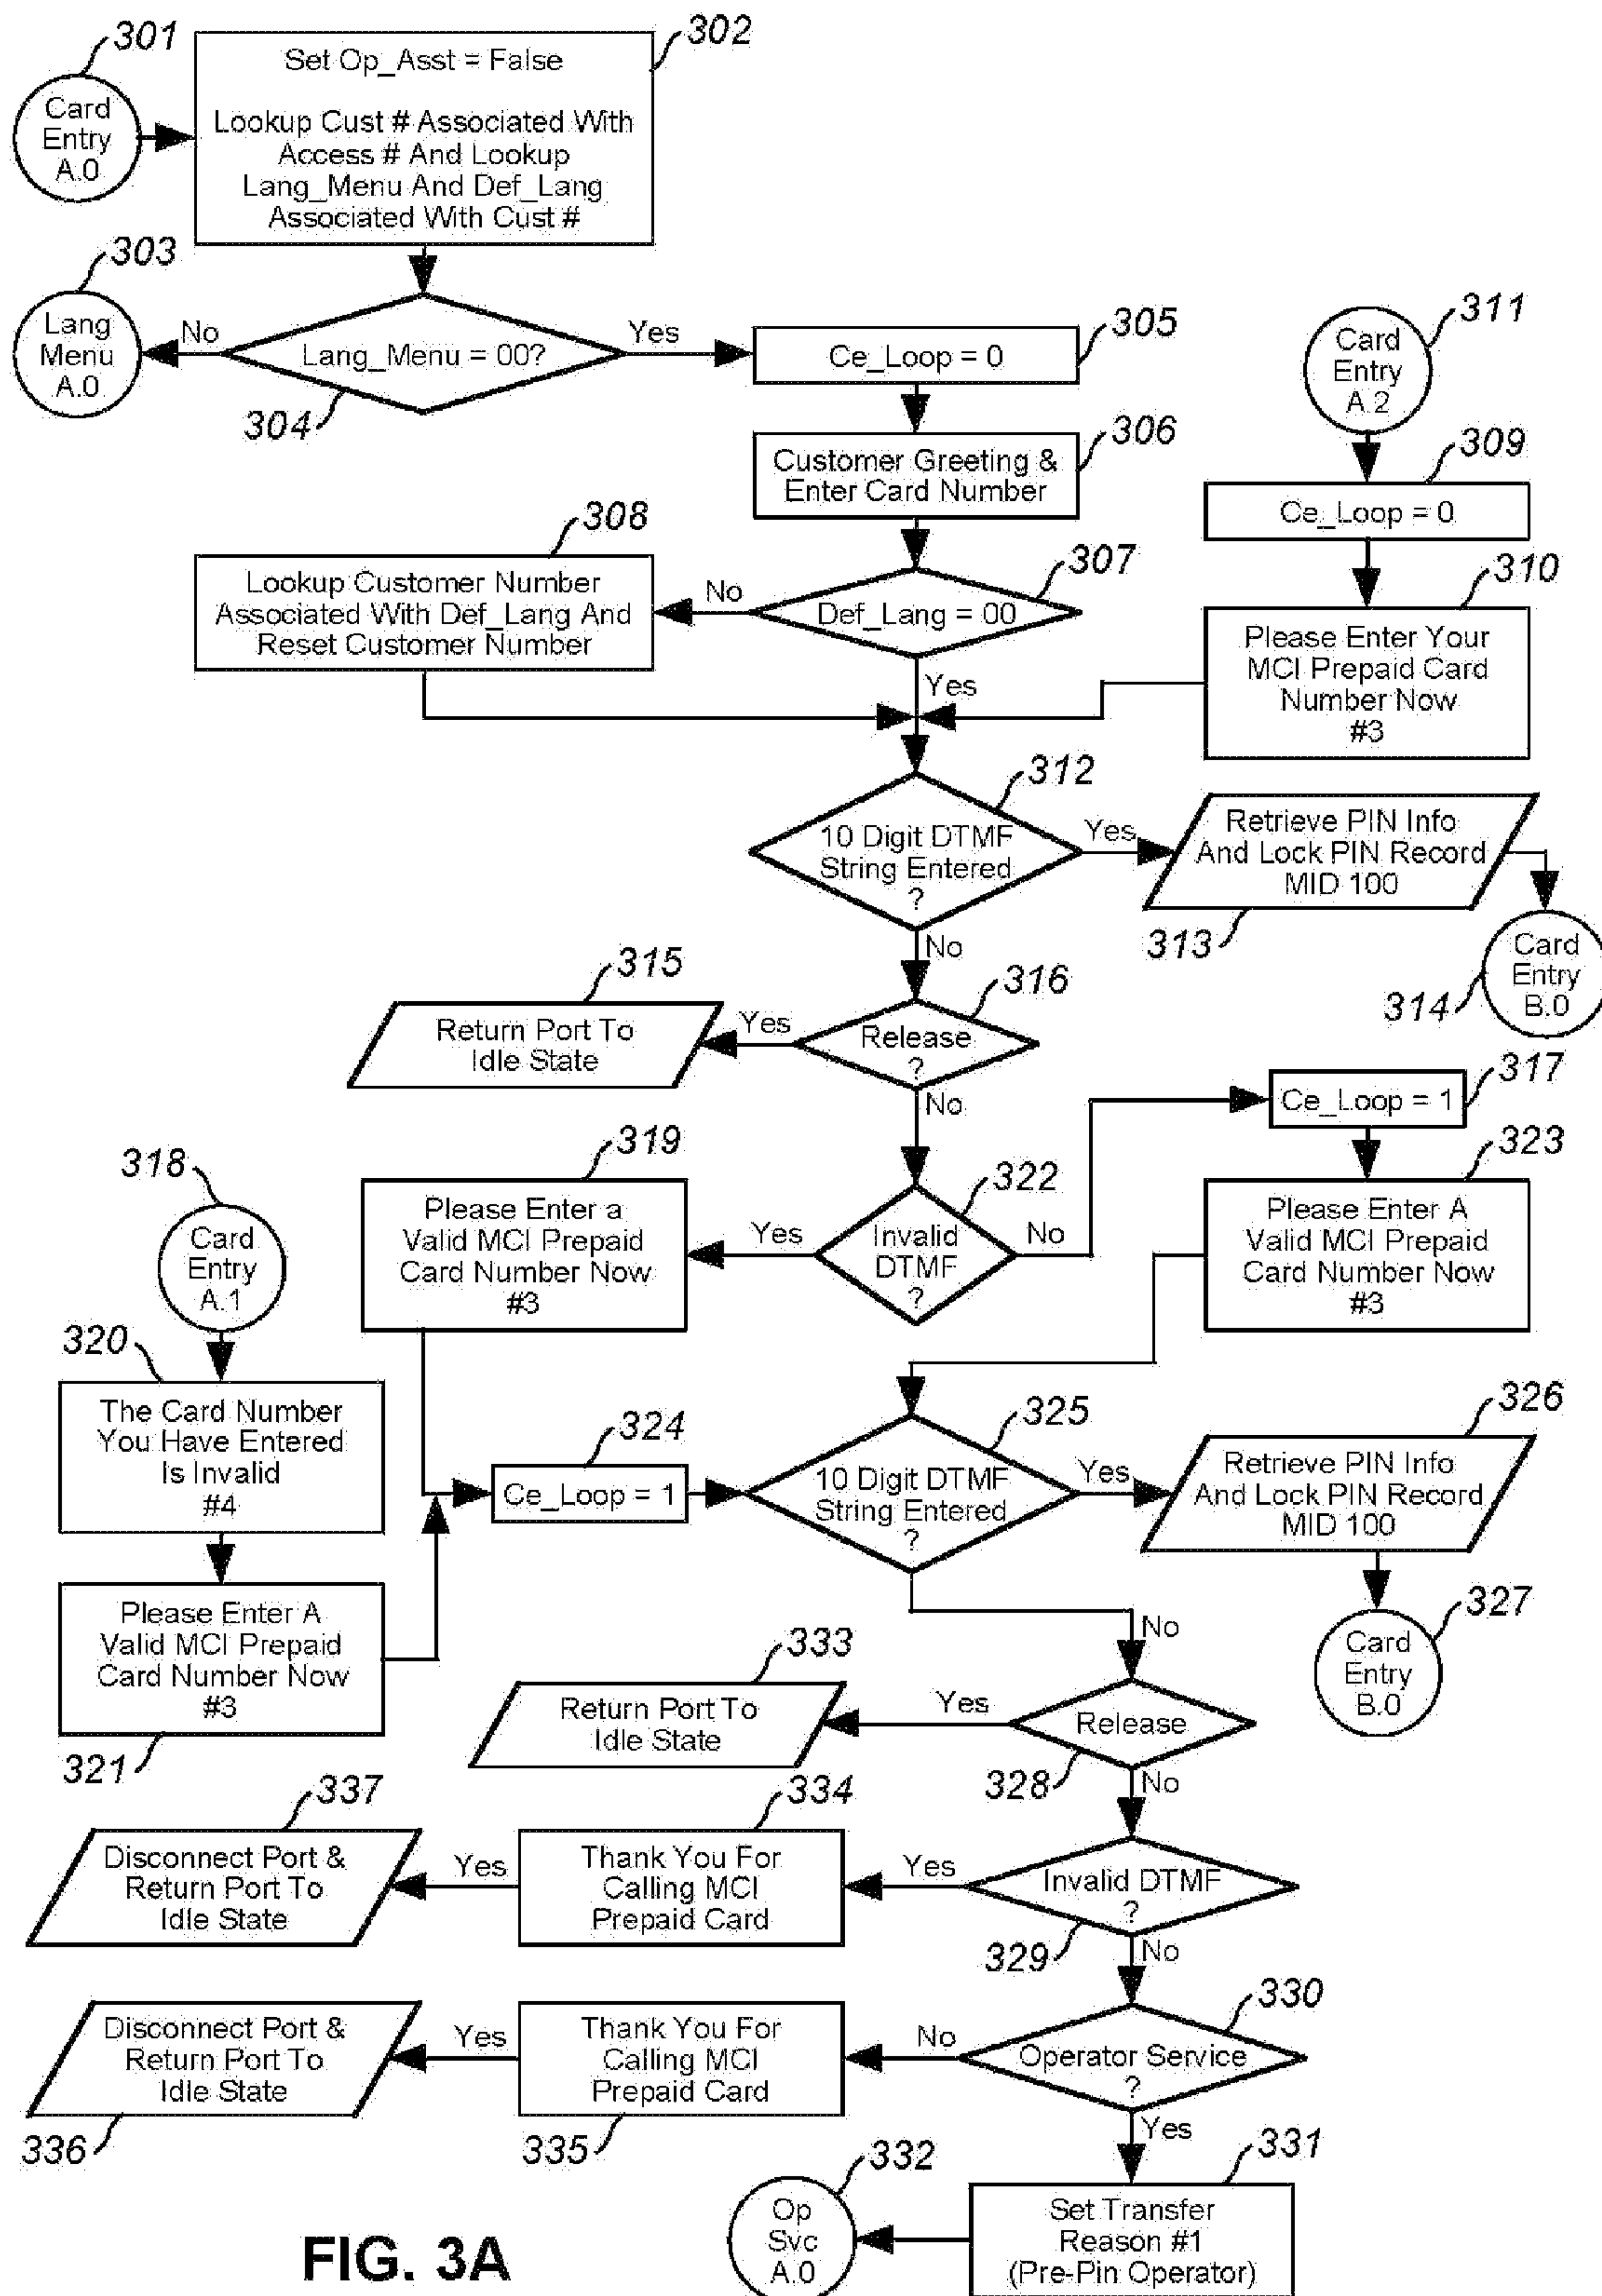 301
302
Card
Entry
A.0
Set Op_Asst = False
Lookup Cust # Associated With
Access # And Lookup
Lang_Menu And Def_Lang
Associated With Cust #
303
Lang
Menu
A.0
No
Lang_Menu = 00?
304
Yes
Ce_Loop = 0
305
311
Card
Entry
A.2
Customer Greeting &
Enter Card Number
306
309
Ce_Loop = 0
308
Lookup Customer Number
Associated With Def_Lang And
Reset Customer Number
No
Def_Lang = 00
307
Yes
310
Please Enter Your
MCI Prepaid Card
Number Now
#3
312
10 Digit DTMF
String Entered
?
Yes
Retrieve PIN Info
And Lock PIN Record
MID 100
313
Card
Entry
B.0
314
No
315
Return Port To
Idle State
Yes
316
Release
?
No
317
Ce_Loop = 1
318
Card
Entry
A.1
319
Please Enter a
Valid MCI Prepaid
Card Number Now
#3
Yes
322
Invalid
DTMF
?
No
323
Please Enter A
Valid MCI Prepaid
Card Number Now
#3
320
The Card Number
You Have Entered
Is Invalid
#4
324
Ce_Loop = 1
325
10 Digit DTMF
String Entered
?
Yes
326
Retrieve PIN Info
And Lock PIN Record
MID 100
Please Enter A
Valid MCI Prepaid
Card Number Now
#3
321
No
327
Card
Entry
B.0
333
Return Port To
Idle State
Yes
Release
328
No
337
Disconnect Port &
Return Port To
Idle State
Yes
334
Thank You For
Calling MCI
Prepaid Card
Yes
Invalid DTMF
?
329
No
Disconnect Port &
Return Port To
Idle State
336
Yes
Thank You For
Calling MCI
Prepaid Card
335
No
330
Operator Service
?
Yes
332
Op
Svc
A.0
331
Set Transfer
Reason #1
(Pre-Pin Operator)
FIG. 3A